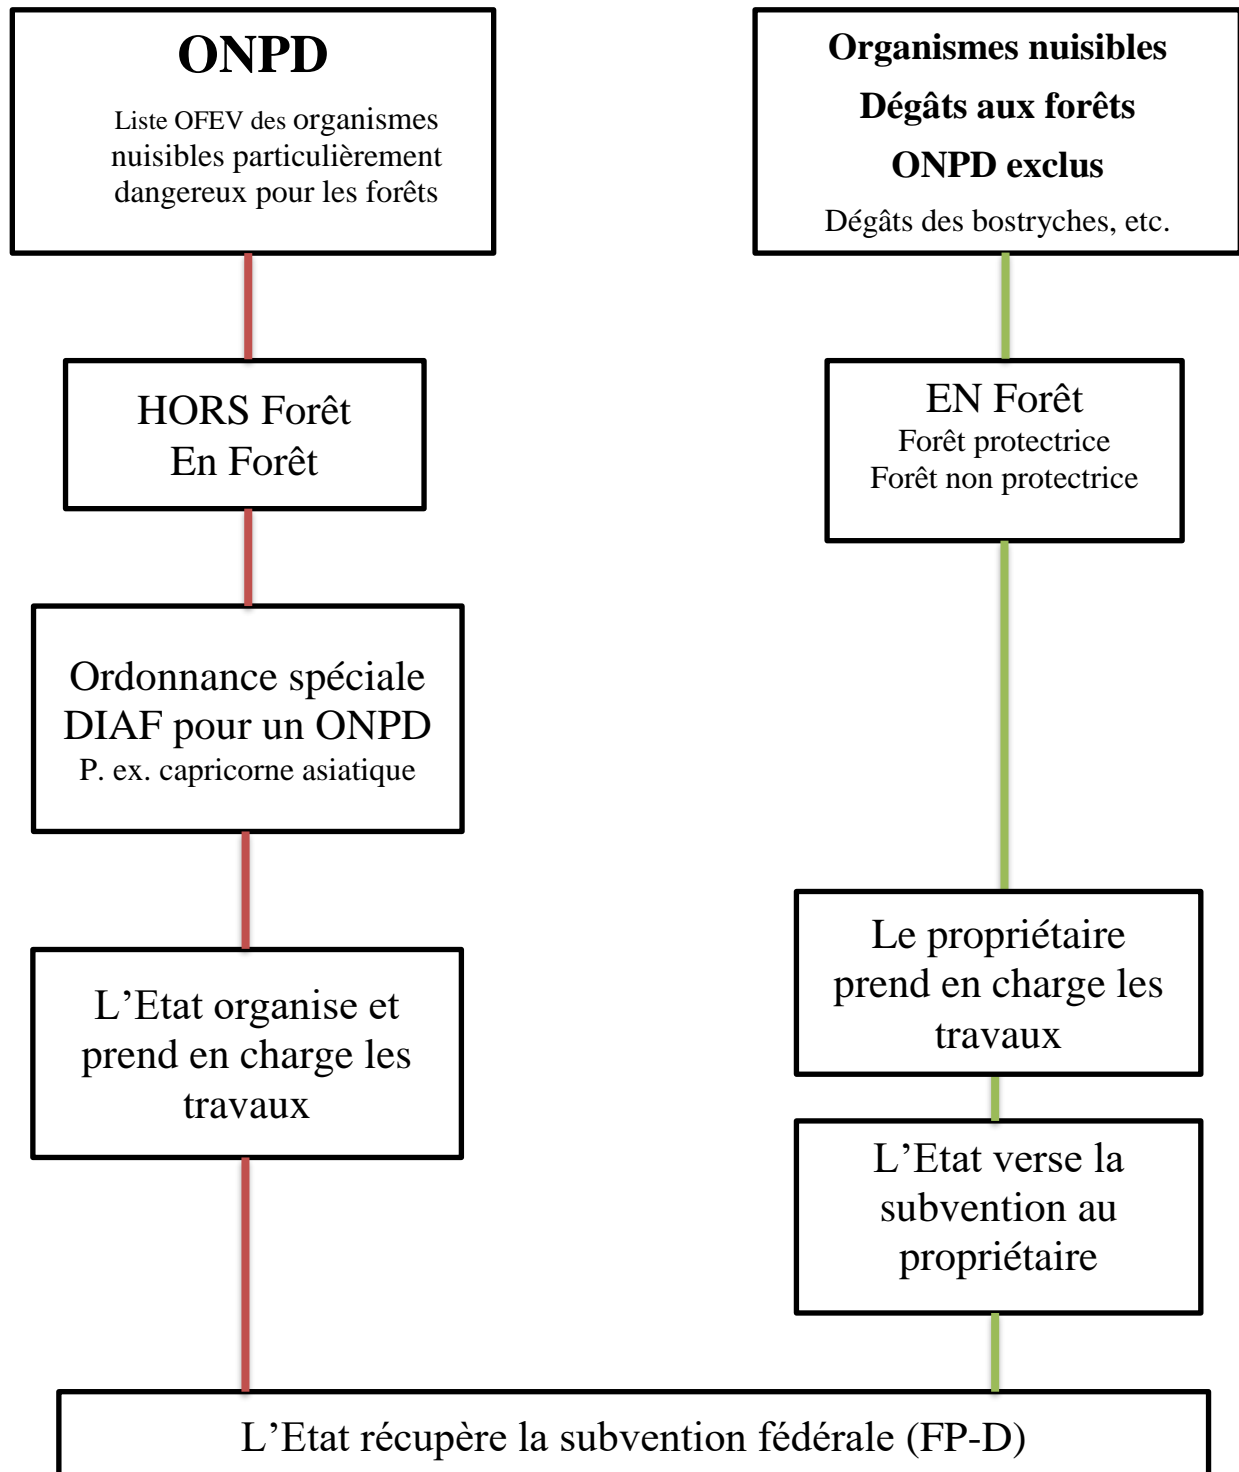 ONPD
Liste OFEV des organismes
nuisibles particulièrement
dangereux pour les forêts
HORS Forêt
En Forêt
Ordonnance spéciale
DIAF pour un ONPD
P. ex. capricorne asiatique
L’Etat organise et
prend en charge les
travaux
Organismes nuisibles
Dégâts aux forêts
ONPD exclus
Dégâts des bostryches, etc.
EN Forêt
Forêt protectrice
Forêt non protectrice
Le propriétaire
prend en charge les
travaux
L’Etat verse la
subvention au
propriétaire
L’Etat récupère la subvention fédérale (FP-D)